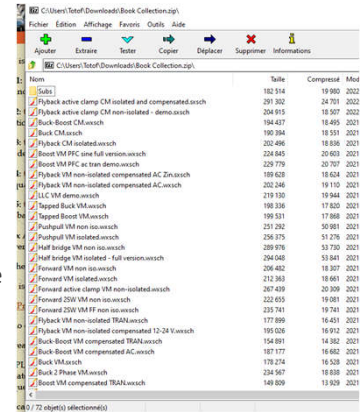 C:\Users\Totof\Downloads\Book Collection.zip\
Fichier Édition Affichage Favoris Outils Aide
Ajouter Extraire Tester Copier Déplacer Supprimer Informations
C:\Users\Totof\Downloads\Book Collection.zip\
Nom Taille Compressé Mod
Subs 182 514 19 980 2022
Flyback active clamp CM isolated and compensated.sxsch 291 302 24 701 2022
Flyback active clamp CM non-isolated - demo.sxsch 204 915 18 507 2022
Buck-Boost CM.wxsch 194 437 18 495 2021
Buck CM.sxsch 190 394 18 551 2021
Flyback CM isolated.wxsch 202 496 18 836 2021
Boost VM PFC sine full version.wxsch 224 845 20 603 2021
Boost VM PFC ac tran demo.wxsch 229 779 20 707 2021
Flyback VM non-isolated compensated AC Zin.sxsch 189 628 18 624 2021
Flyback VM non-isolated compensated AC.wxsch 202 246 19 110 2021
LLC VM demo.wxsch 219 130 19 944 2021
Tapped Buck VM.wxsch 198 336 17 820 2021
Tapped Boost VM.wxsch 199 531 17 868 2021
Pushpull VM non iso.wxsch 251 292 50 981 2021
Pushpull VM isolated.wxsch 256 375 51 276 2021
Half bridge VM non iso.wxsch 289 976 53 730 2021
Half bridge VM isolated - full version.wxsch 294 048 53 841 2021
Forward VM non iso.wxsch 206 482 18 307 2021
Forward VM isolated.wxsch 212 363 18 661 2021
Forward active clamp VM non-isolated.wxsch 267 439 20 309 2021
Forward 2SW VM non iso.wxsch 222 655 19 081 2021
Forward 2SW VM FF non iso.wxsch 235 741 19 741 2021
Flyback VM non-isolated TRAN.wxsch 177 899 16 451 2021
Flyback VM non-isolated compensated 12-24 V.wxsch 195 026 16 912 2021
Buck-Boost VM compensated TRAN.wxsch 154 891 14 382 2021
Buck-Boost VM compensated AC.wxsch 187 177 16 682 2021
Buck VM.sxsch 178 274 16 528 2021
Buck 2 Phase VM.wxsch 234 567 18 838 2021
Boost VM compensated TRAN.wxsch 149 809 13 929 2021
0 / 72 objet(s) sélectionné(s)